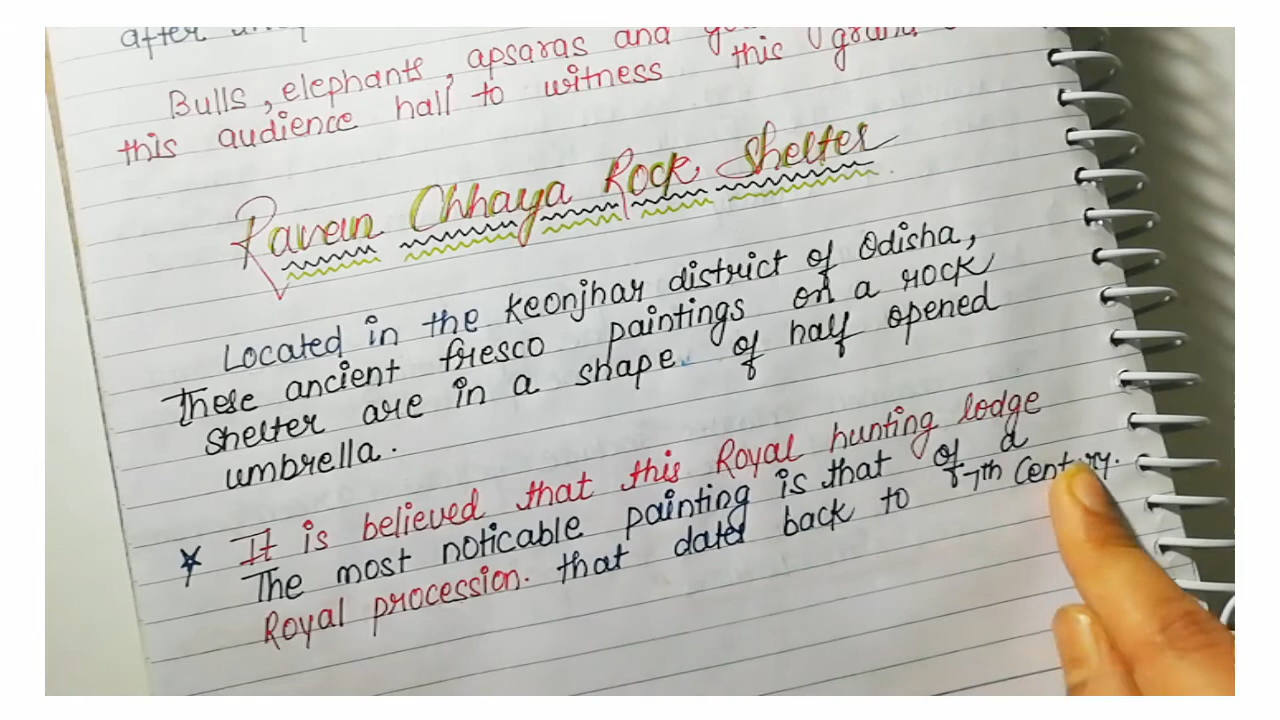 after
Bulls, elephants, apsaras and
this audience hall to witness this grand
Ravan Chhaya Rock Shelter
Located in the Keonjhar district of Odisha,
these ancient fresco paintings on a rock
shelter are in a shape of half opened
umbrella.
★ It is believed that this Royal hunting lodge
The most noticable painting is that of a
Royal procession. that dated back to 7th Century.